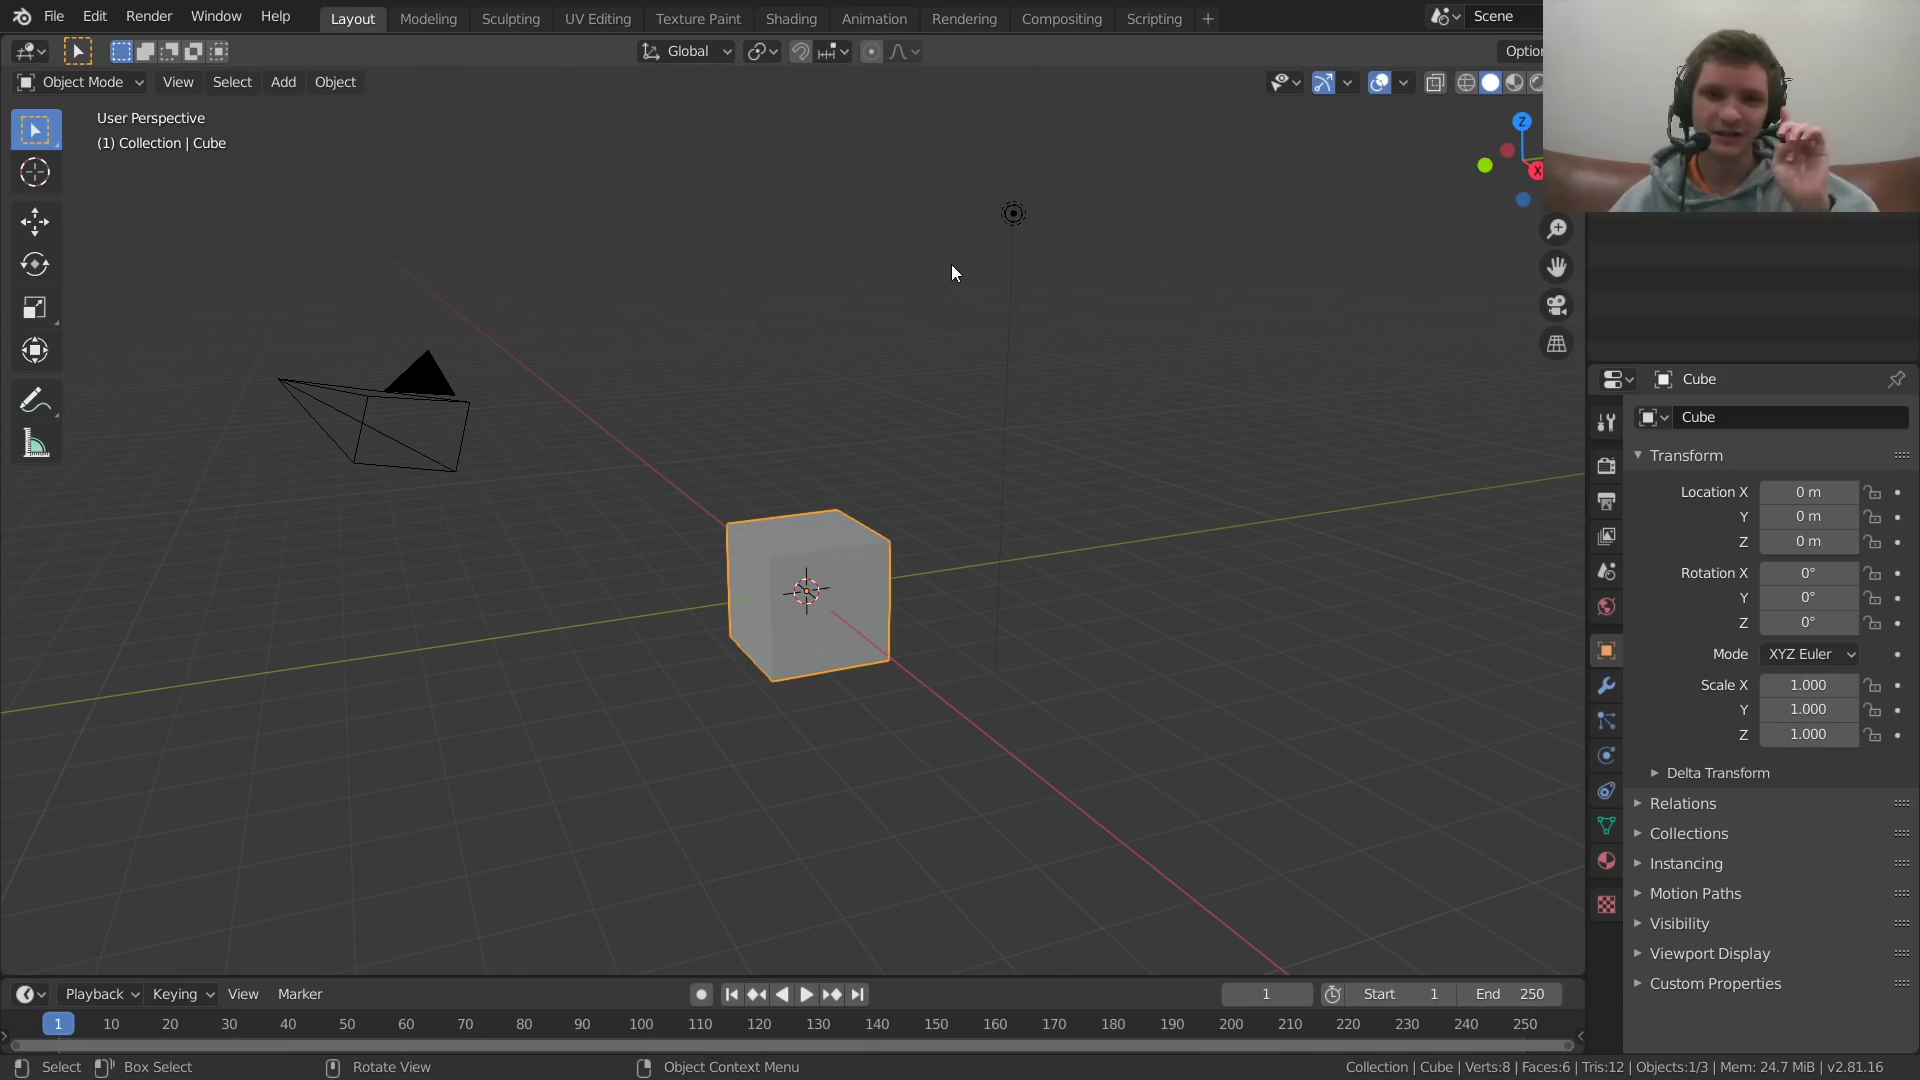 File Edit Render Window Help Layout Modeling Sculpting UV Editing Texture Paint Shading Animation Rendering Compositing Scripting + Scene
Global Optio
Object Mode View Select Add Object
User Perspective
(1) Collection | Cube
Z
X
Cube
Cube
Transform
Location X 0 m
Y 0 m
Z 0 m
Rotation X 0°
Y 0°
Z 0°
Mode XYZ Euler
Scale X 1.000
Y 1.000
Z 1.000
Delta Transform
Relations
Collections
Instancing
Motion Paths
Visibility
Viewport Display
Custom Properties
Playback Keying View Marker 1 Start 1 End 250
1 10 20 30 40 50 60 70 80 90 100 110 120 130 140 150 160 170 180 190 200 210 220 230 240 250
Select Box Select Rotate View Object Context Menu Collection | Cube | Verts:8 | Faces:6 | Tris:12 | Objects:1/3 | Mem: 24.7 MiB | v2.81.16